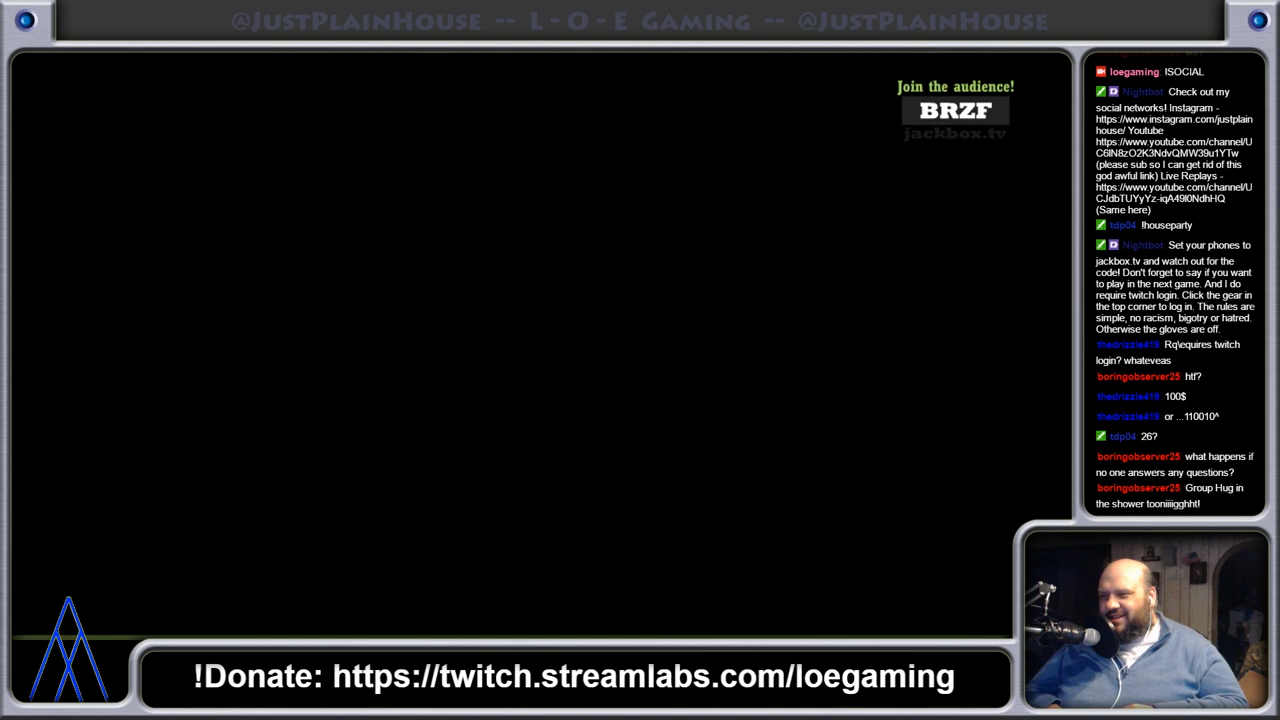 @JustPlainHouse -- L - O - E Gaming -- @JustPlainHouse
Join the audience!
BRZF
jackbox.tv
loegaming: !SOCIAL
Nightbot: Check out my
social networks! Instagram -
https://www.instagram.com/justplain
house/ Youtube
https://www.youtube.com/channel/U
C6lN8zO2K3NdvQMW39u1YTw
(please sub so I can get rid of this
god awful link) Live Replays -
https://www.youtube.com/channel/U
CJdbTUYyYz-iqA49l0NdhHQ
(Same here)
tdp04: !houseparty
Nightbot: Set your phones to
jackbox.tv and watch out for the
code! Don't forget to say if you want
to play in the next game. And I do
require twitch login. Click the gear in
the top corner to log in. The rules are
simple, no racism, bigotry or hatred.
Otherwise the gloves are off.
thedrizzle419: Rq\equires twitch
login? whateveas
boringobserver25: htf?
thedrizzle419: 100$
thedrizzle419: or ...110010^
tdp04: 26?
boringobserver25: what happens if
no one answers any questions?
boringobserver25: Group Hug in
the shower tooniiiigghht!
!Donate: https://twitch.streamlabs.com/loegaming